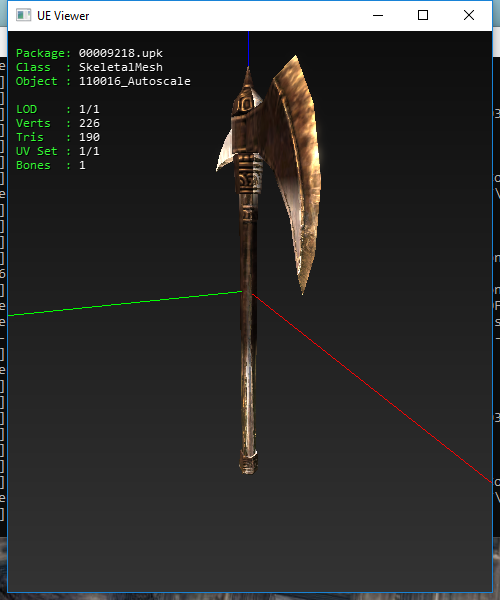 UE Viewer
Package: 00009218.upk
Class : SkeletalMesh
Object : 110016_Autoscale
LOD : 1/1
Verts : 226
Tris : 190
UV Set : 1/1
Bones : 1